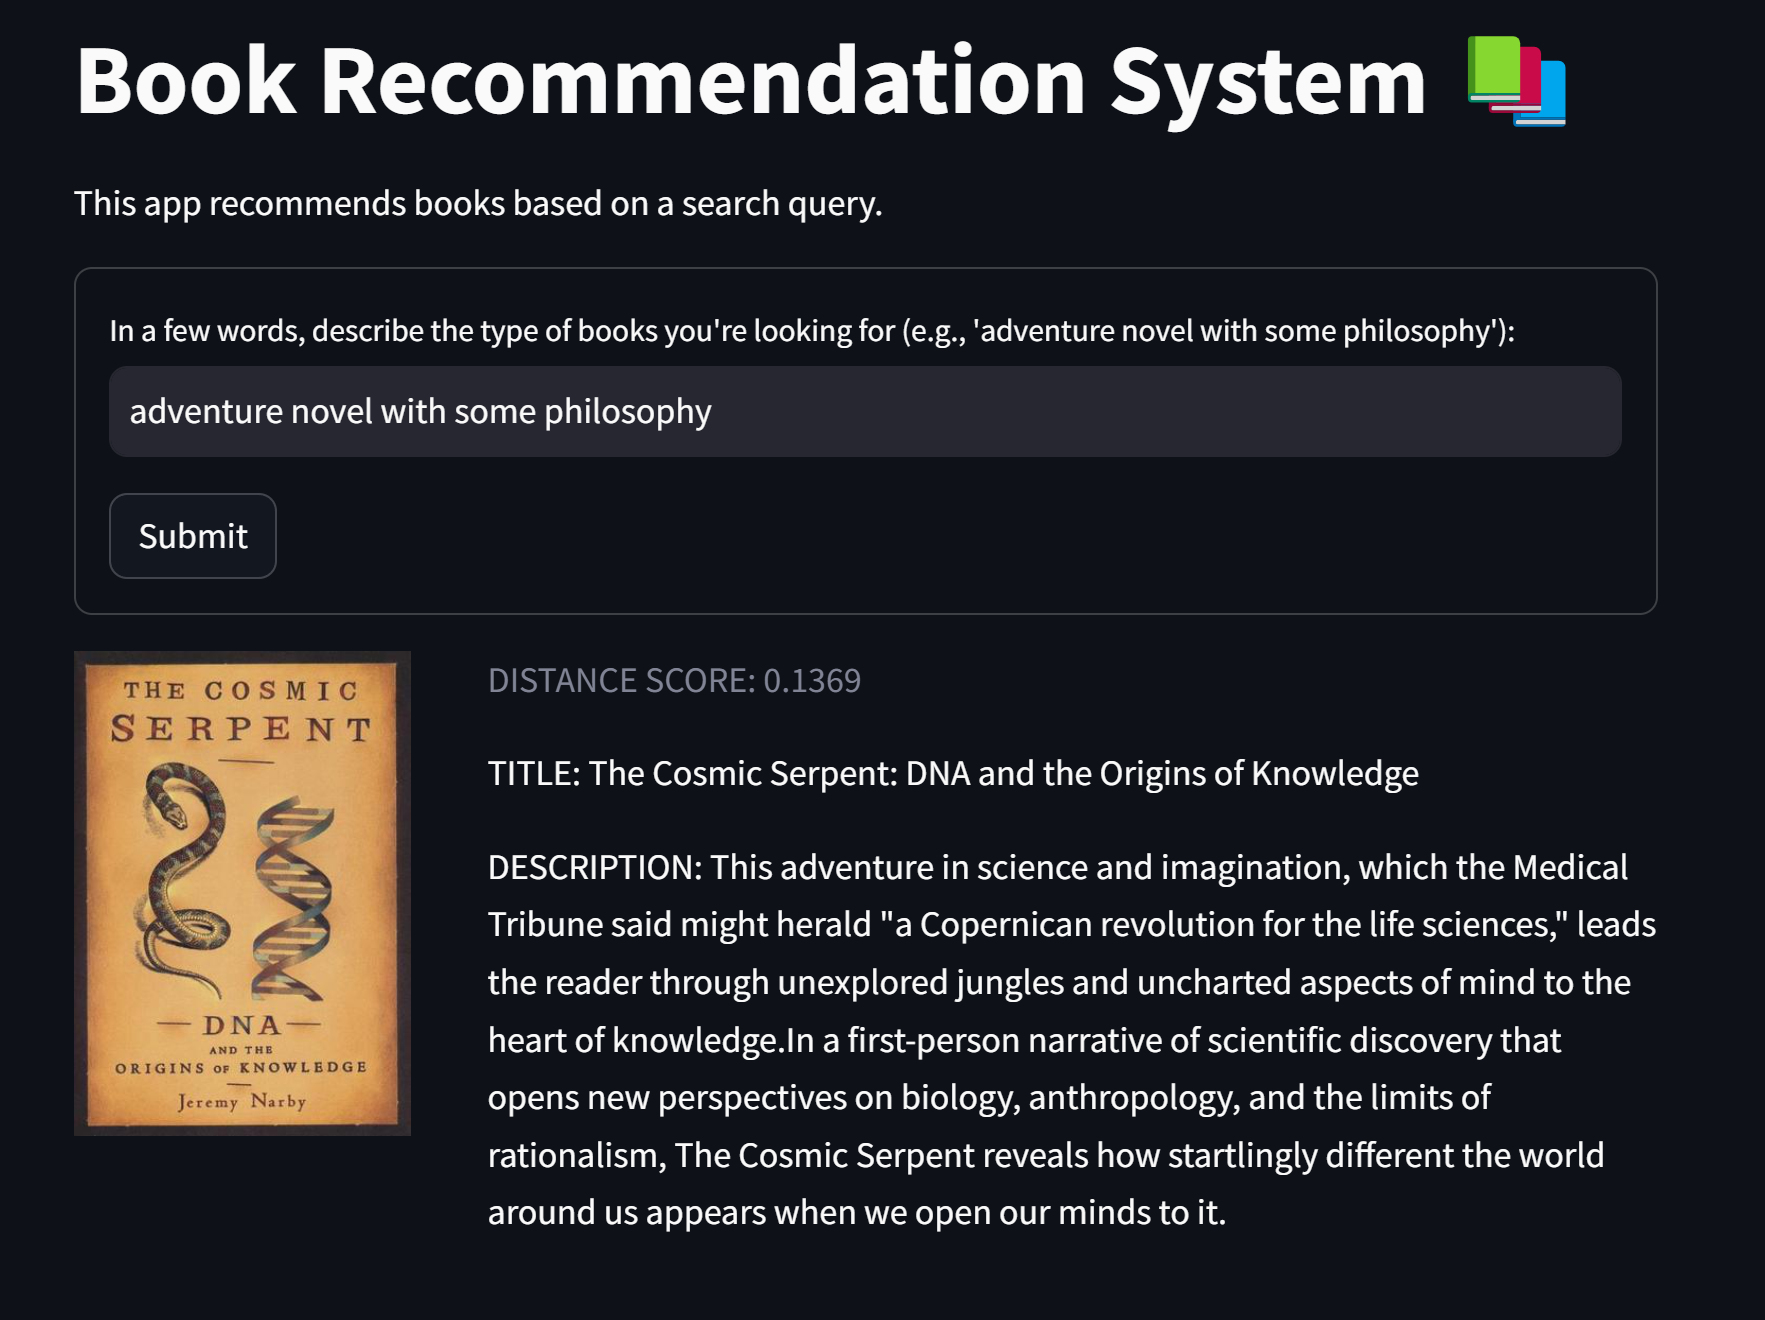 Book Recommendation System
This app recommends books based on a search query.
In a few words, describe the type of books you're looking for (e.g., 'adventure novel with some philosophy'):
adventure novel with some philosophy
Submit
THE COSMIC
SERPENT
DNA
AND THE
ORIGINS OF KNOWLEDGE
Jeremy Narby
DISTANCE SCORE: 0.1369
TITLE: The Cosmic Serpent: DNA and the Origins of Knowledge
DESCRIPTION: This adventure in science and imagination, which the Medical
Tribune said might herald "a Copernican revolution for the life sciences," leads
the reader through unexplored jungles and uncharted aspects of mind to the
heart of knowledge.In a first-person narrative of scientific discovery that
opens new perspectives on biology, anthropology, and the limits of
rationalism, The Cosmic Serpent reveals how startlingly different the world
around us appears when we open our minds to it.